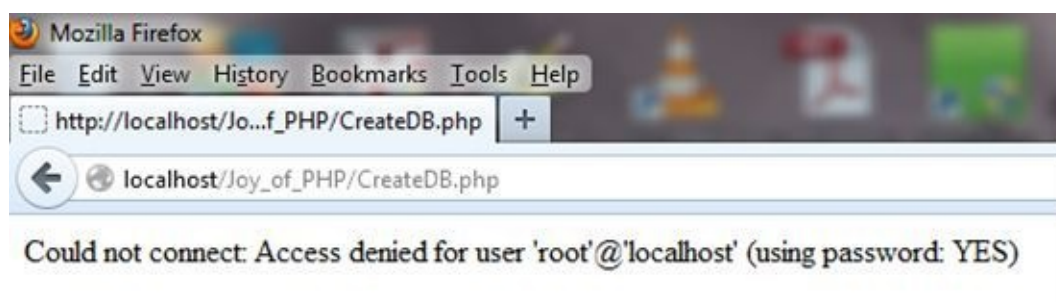 Mozilla Firefox
File Edit View History Bookmarks Tools Help
http://localhost/Jo...f_PHP/CreateDB.php +
localhost/Joy_of_PHP/CreateDB.php
Could not connect: Access denied for user 'root'@'localhost' (using password: YES)